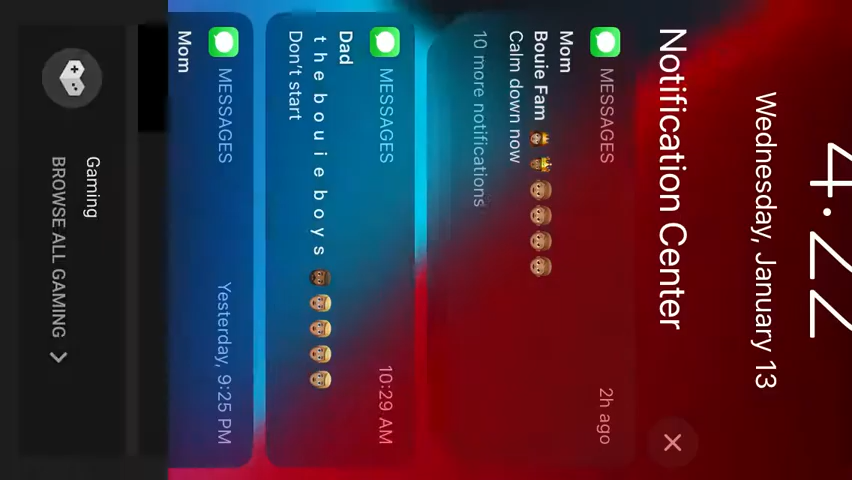 4:22
Wednesday, January 13
Notification Center
MESSAGES
2h ago
Mom
Bouie Fam 👸🏽🤴🏽👶🏽👶🏽👶🏽👶🏽
Calm down now
10 more notifications
MESSAGES
10:29 AM
Dad
t h e b o u i e b o y s
Don't start
MESSAGES
Yesterday, 9:25 PM
Mom
Gaming
BROWSE ALL GAMING